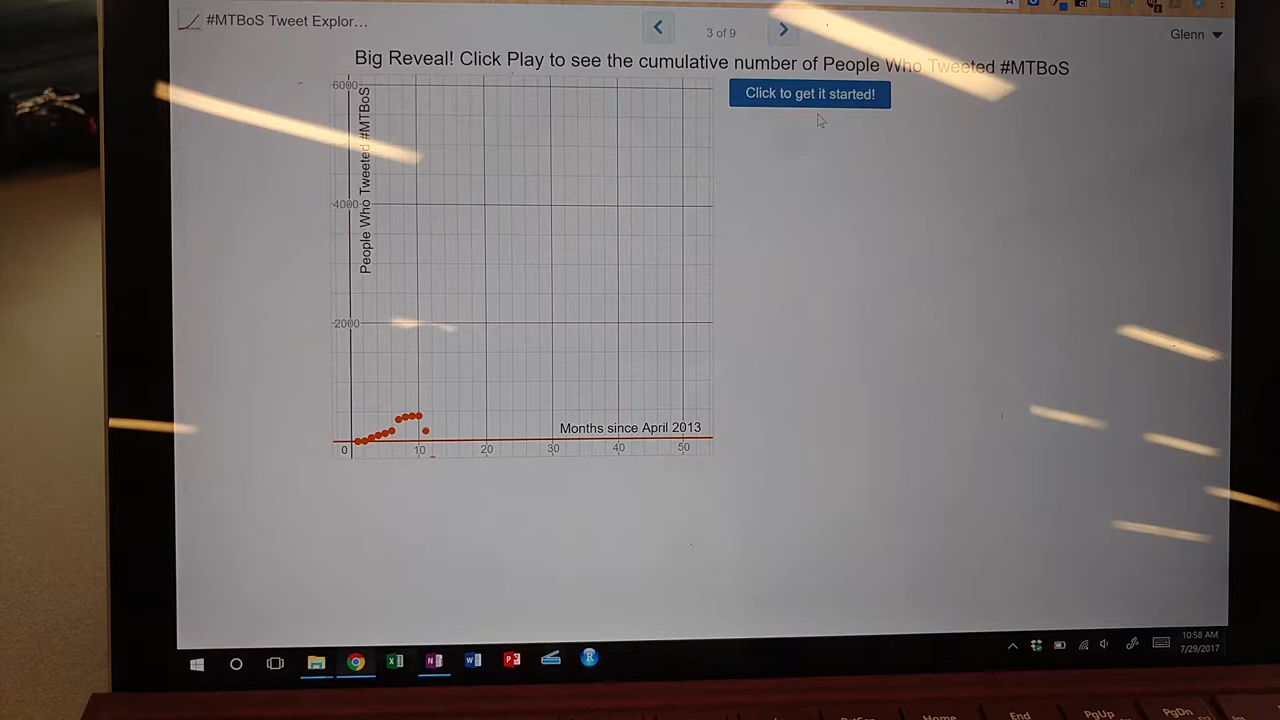 #MTBoS Tweet Explor...
3 of 9
Glenn
Big Reveal! Click Play to see the cumulative number of People Who Tweeted #MTBoS
Click to get it started!
6000
4000
2000
People Who Tweeted #MTBoS
Months since April 2013
0 10 20 30 40 50
10:58 AM
7/29/2017
Home
End
PgUp
PgDn